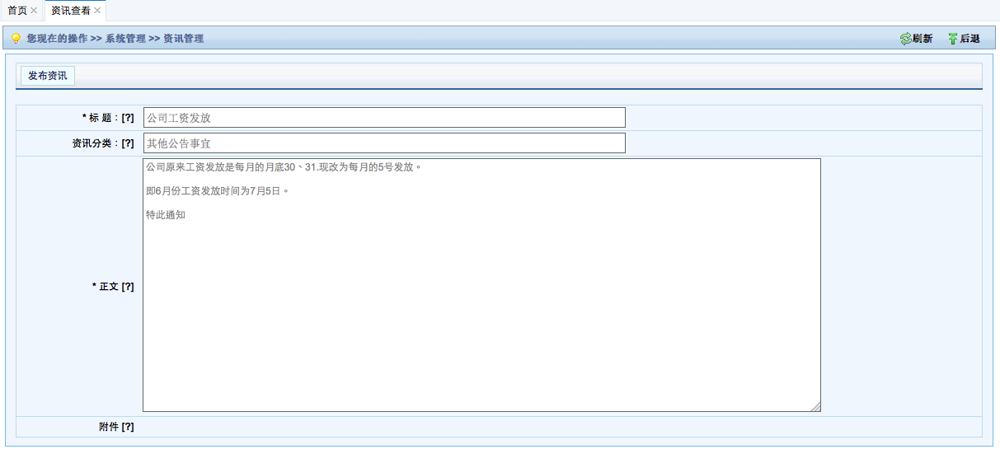 首页 资讯查看
您现在的操作 >> 系统管理 >> 资讯管理 刷新 后退
发布资讯
* 标 题：[?] 公司工资发放
资讯分类：[?] 其他公告事宜
公司原来工资发放是每月的月底30、31.现改为每月的5号发放。
即6月份工资发放时间为7月5日。
特此通知
* 正文 [?]
附件 [?]